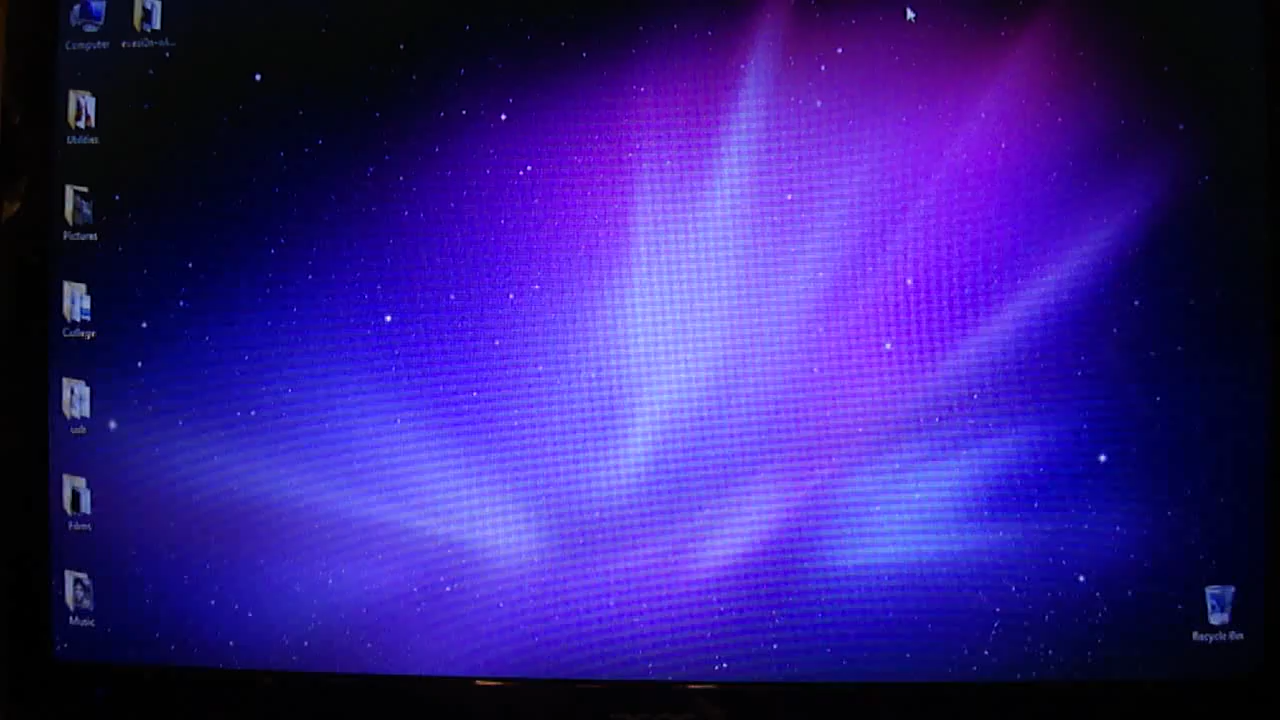 Computer
Utilities
Pictures
College
Films
Music
Recycle Bin